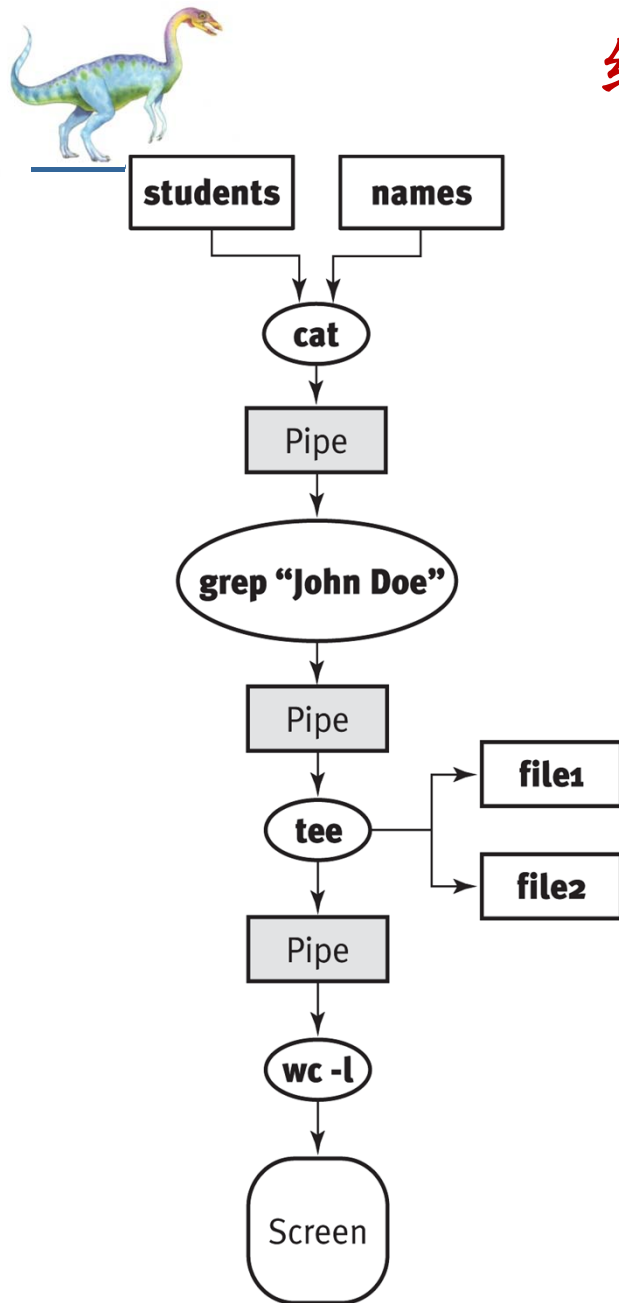 students
names
cat
Pipe
grep “John Doe”
Pipe
tee
file1
file2
Pipe
wc -l
Screen